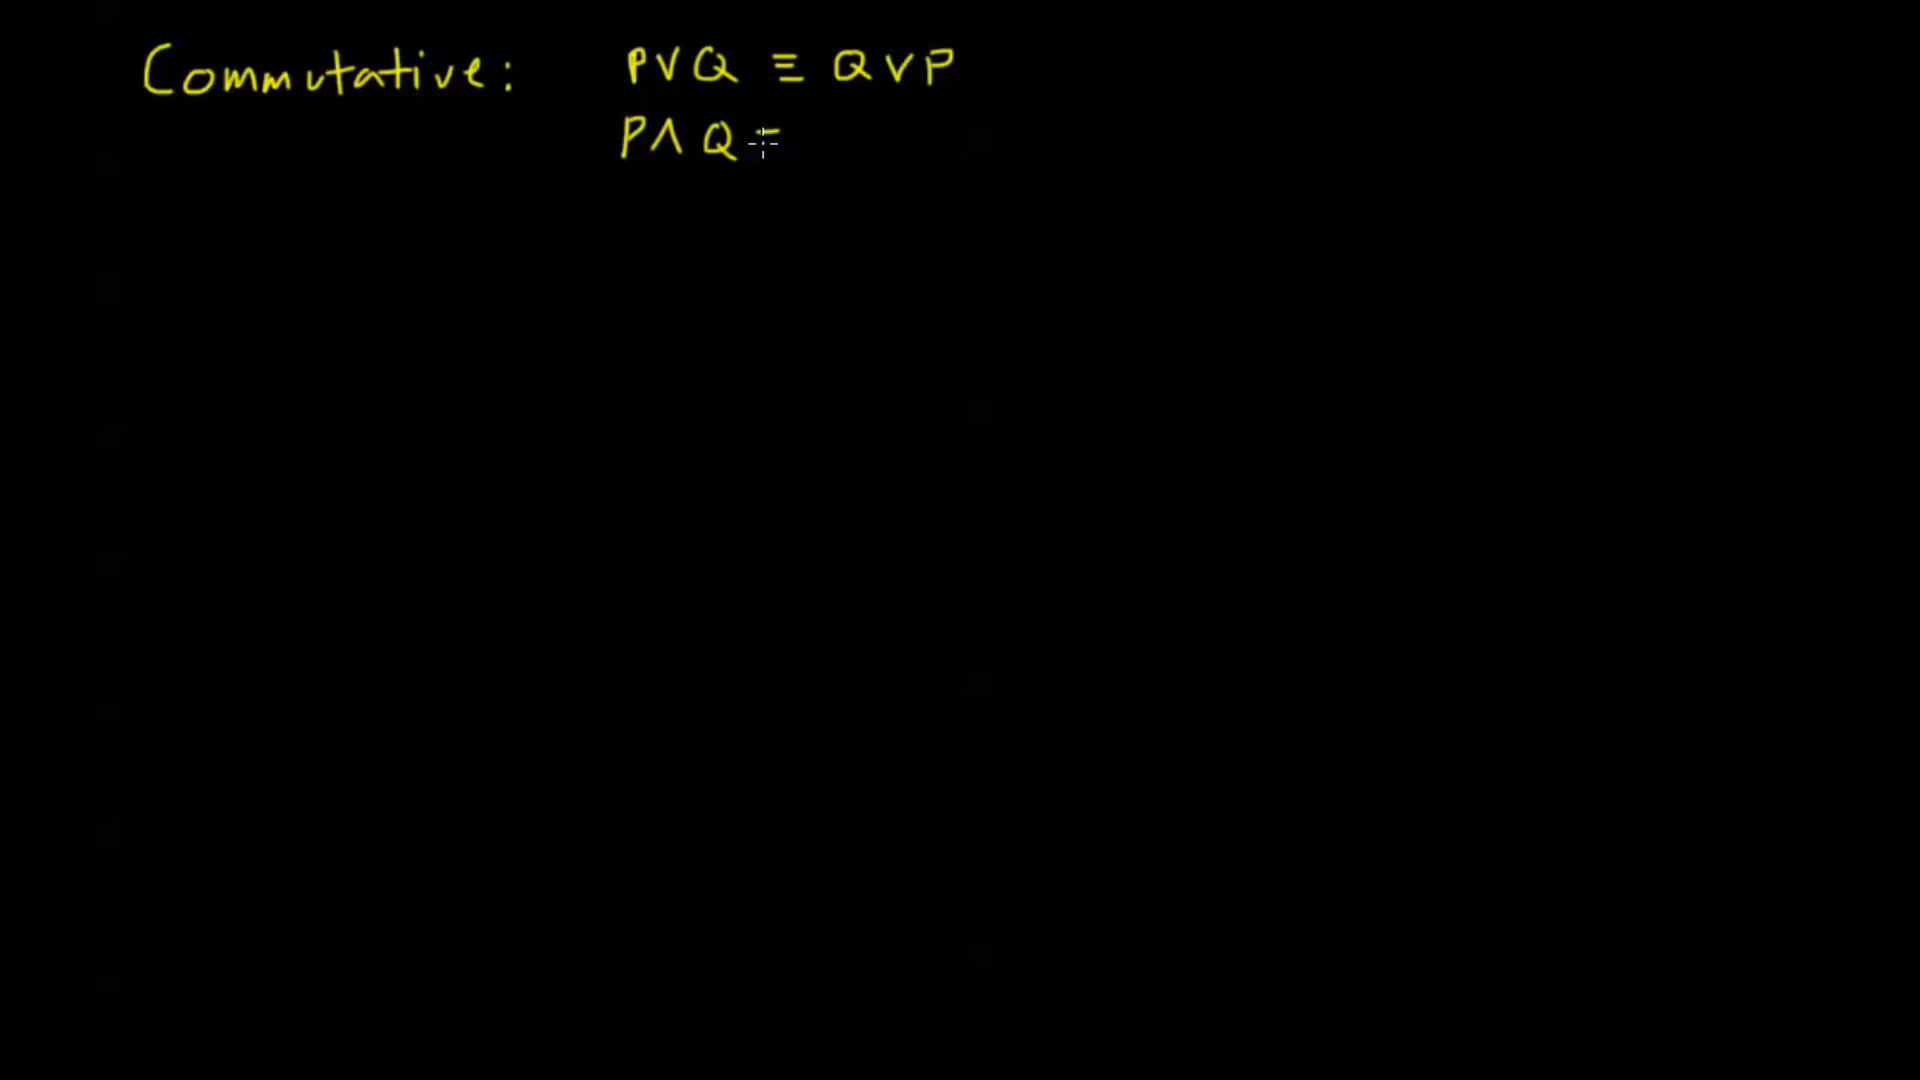 Commutative: P∨Q ≡ Q∨P
P∧Q =